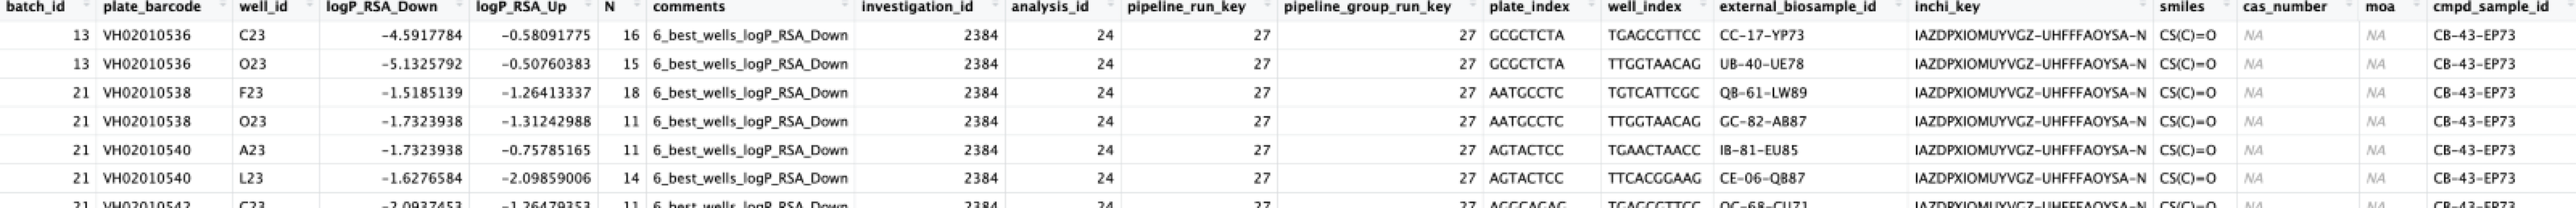 batch_id plate_barcode well_id logP_RSA_Down logP_RSA_Up N comments investigation_id analysis_id pipeline_run_key pipeline_group_run_key plate_index well_index external_biosample_id inchi_key smiles cas_number moa cmpd_sample_id
13 VH02010536 C23 -4.5917784 -0.58091775 16 6_best_wells_logP_RSA_Down 2384 24 27 27 GCGCTCTA TGAGCGTTCC CC-17-YP73 IAZDPXIOMUYVGZ-UHFFFAOYSA-N CS(C)=O NA NA CB-43-EP73
13 VH02010536 O23 -5.1325792 -0.50760383 15 6_best_wells_logP_RSA_Down 2384 24 27 27 GCGCTCTA TTGGTAACAG UB-40-UE78 IAZDPXIOMUYVGZ-UHFFFAOYSA-N CS(C)=O NA NA CB-43-EP73
21 VH02010538 F23 -1.5185139 -1.26413337 18 6_best_wells_logP_RSA_Down 2384 24 27 27 AATGCCTC TGTCATTCGC QB-61-LW89 IAZDPXIOMUYVGZ-UHFFFAOYSA-N CS(C)=O NA NA CB-43-EP73
21 VH02010538 O23 -1.7323938 -1.31242988 11 6_best_wells_logP_RSA_Down 2384 24 27 27 AATGCCTC TTGGTAACAG GC-82-AB87 IAZDPXIOMUYVGZ-UHFFFAOYSA-N CS(C)=O NA NA CB-43-EP73
21 VH02010540 A23 -1.7323938 -0.75785165 11 6_best_wells_logP_RSA_Down 2384 24 27 27 AGTACTCC TGAACTAACC IB-81-EU85 IAZDPXIOMUYVGZ-UHFFFAOYSA-N CS(C)=O NA NA CB-43-EP73
21 VH02010540 L23 -1.6276584 -2.09859006 14 6_best_wells_logP_RSA_Down 2384 24 27 27 AGTACTCC TTCACGGAAG CE-06-QB87 IAZDPXIOMUYVGZ-UHFFFAOYSA-N CS(C)=O NA NA CB-43-EP73
21 VH02010542 C23 -2.0937453 -1.26479353 11 6_best_wells_logP_RSA_Down 2384 24 27 27 TGAGCGTTCC IAZDPXIOMUYVGZ-UHFFFAOYSA-N CS(C)=O NA NA CB-43-EP73